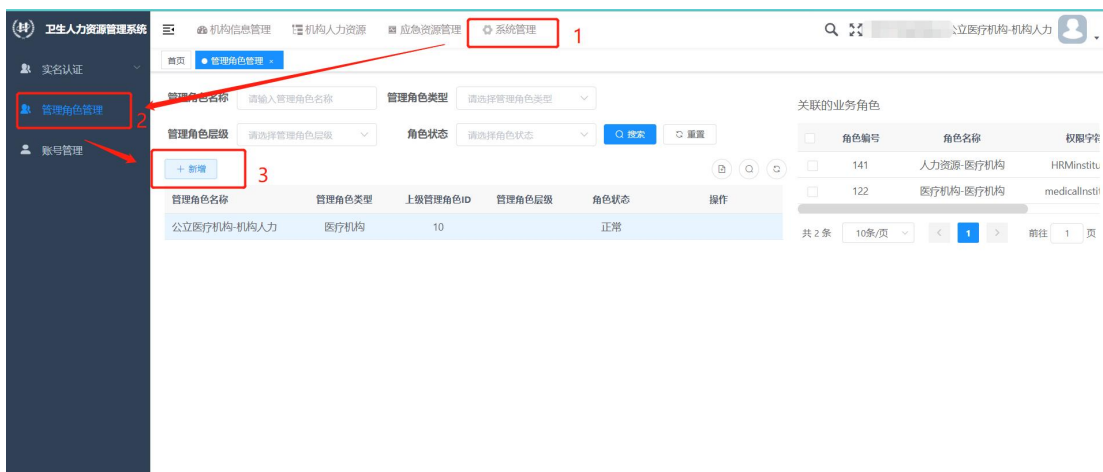 卫生人力资源管理系统
机构信息管理 机构人力资源 应急资源管理 系统管理 1
公立医疗机构-机构人力
实名认证
管理角色管理 2
账号管理
首页 管理角色管理 ×
管理角色名称 请输入管理角色名称 管理角色类型 请选择管理角色类型
管理角色层级 请选择管理角色层级 角色状态 请选择角色状态 搜索 重置
+ 新增 3
管理角色名称 管理角色类型 上级管理角色ID 管理角色层级 角色状态 操作
公立医疗机构-机构人力 医疗机构 10 正常
关联的业务角色
角色编号 角色名称 权限字符
141 人力资源-医疗机构 HRMinstitu
122 医疗机构-医疗机构 medicalInstit
共 2 条 10条/页 < 1 > 前往 1 页